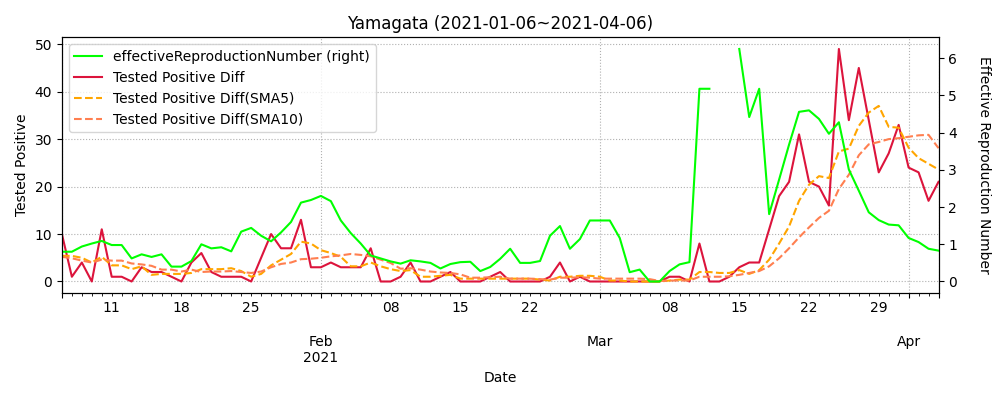 Yamagata (2021-01-06~2021-04-06)
effectiveReproductionNumber (right)
Tested Positive Diff
Tested Positive Diff(SMA5)
Tested Positive Diff(SMA10)
Tested Positive
50
40
30
20
10
0
Effective Reproduction Number
6
5
4
3
2
1
0
11 18 25 08 15 22 08 15 22 29
Feb Mar Apr
2021
Date